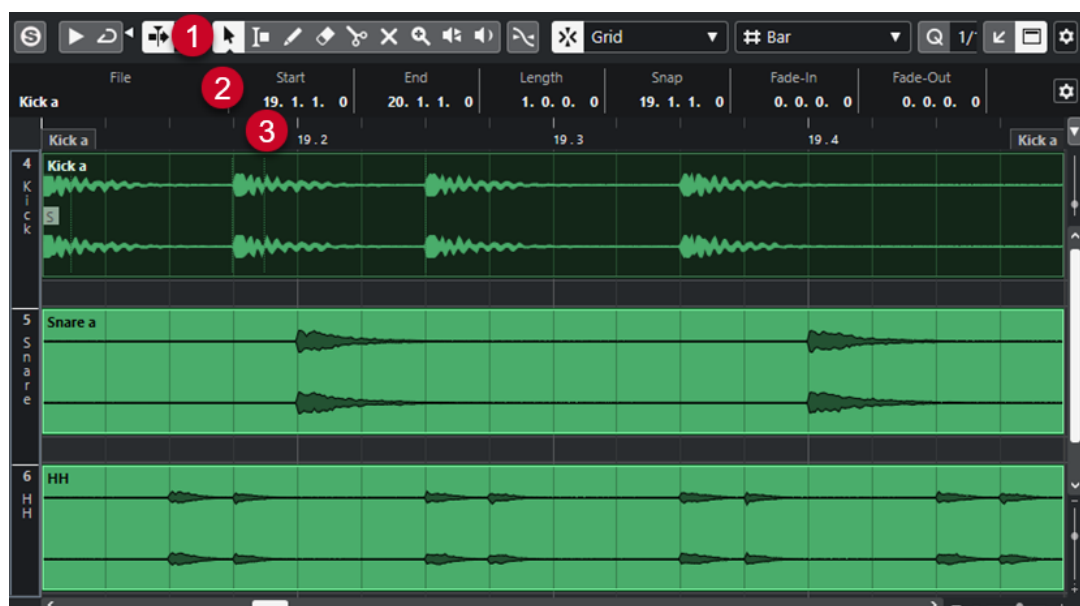 1 Grid Bar Q 1/
File Start End Length Snap Fade-In Fade-Out
2
Kick a 19. 1. 1. 0 20. 1. 1. 0 1. 0. 0. 0 19. 1. 1. 0 0. 0. 0. 0 0. 0. 0. 0
3
Kick a 19.2 19.3 19.4 Kick a
4 Kick a
Kick
S
5 Snare a
Snare
6 HH
HH